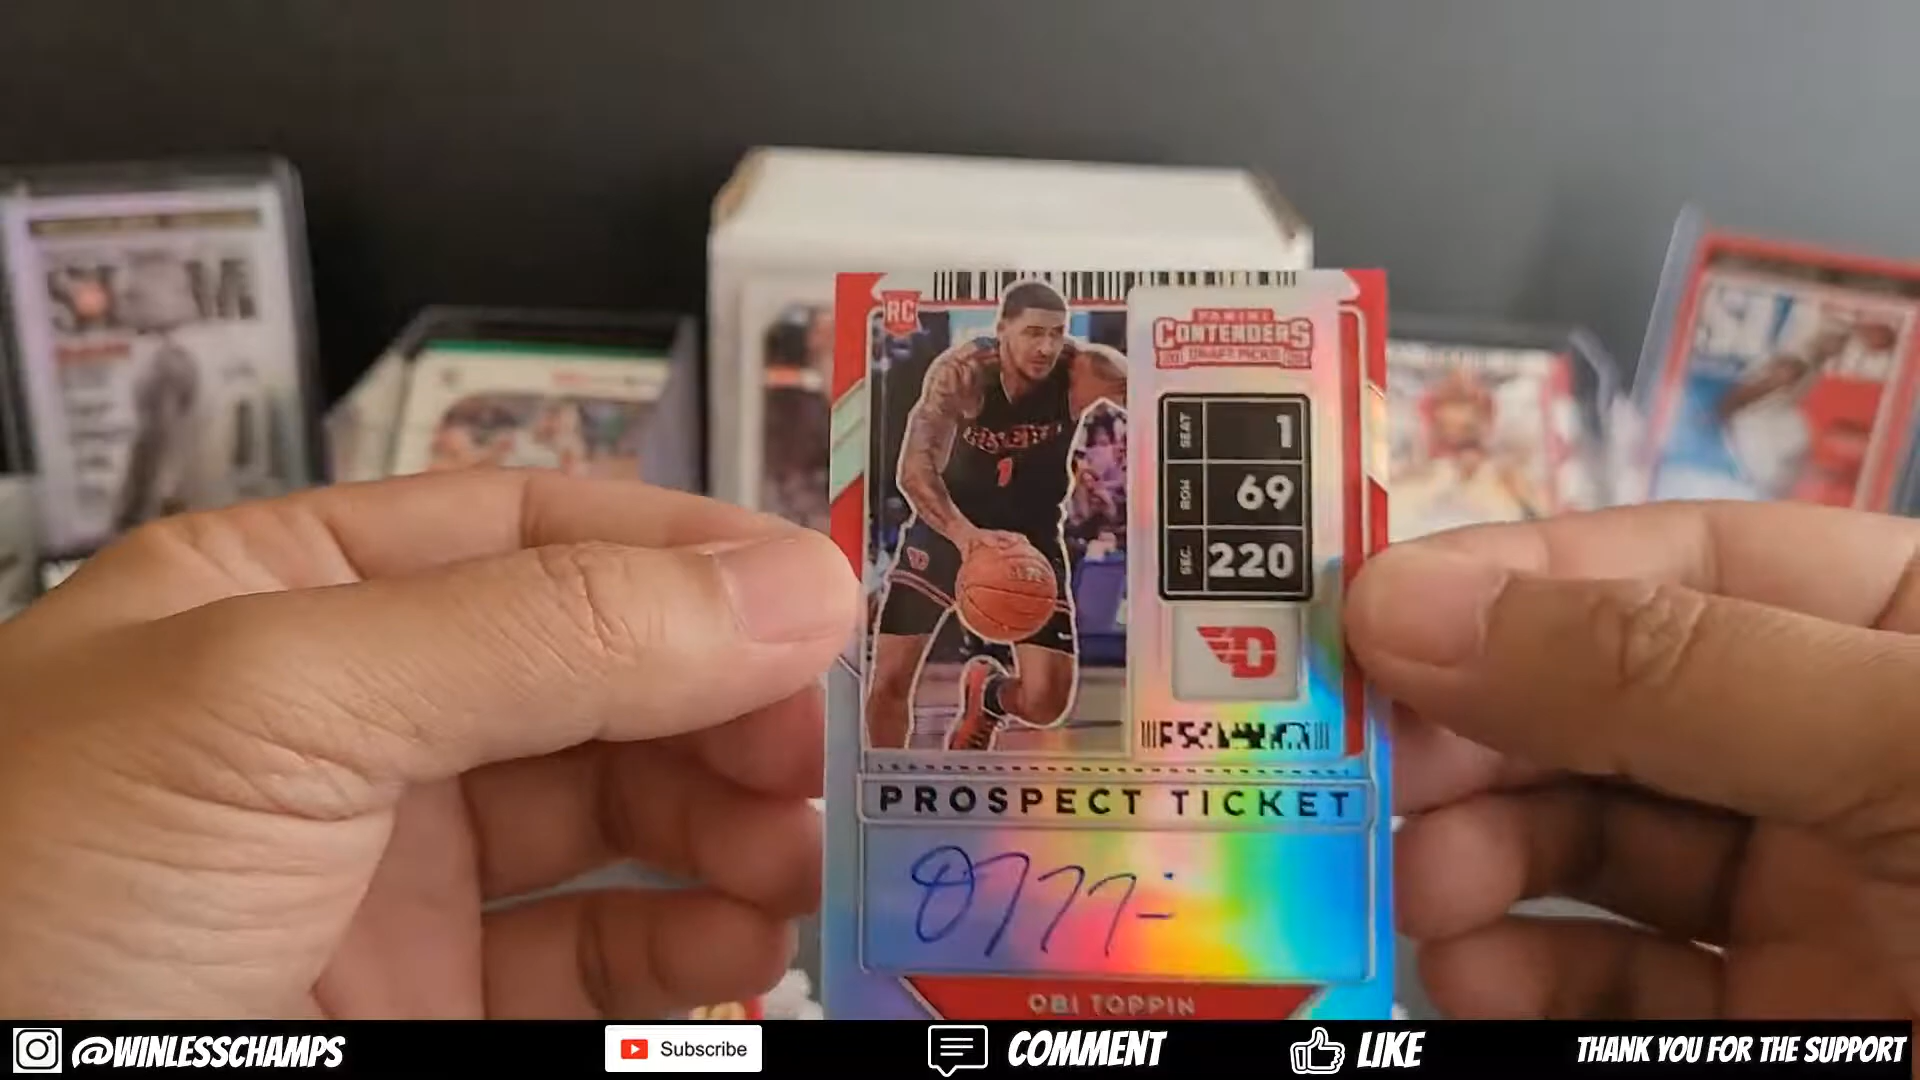 RC
PANINI
CONTENDERS
DRAFT PICKS
SEAT 1
ROW 69
SEC. 220
D
1
PROSPECT TICKET
OBI TOPPIN
@WINLESSCHAMPS
Subscribe
COMMENT
LIKE
THANK YOU FOR THE SUPPORT